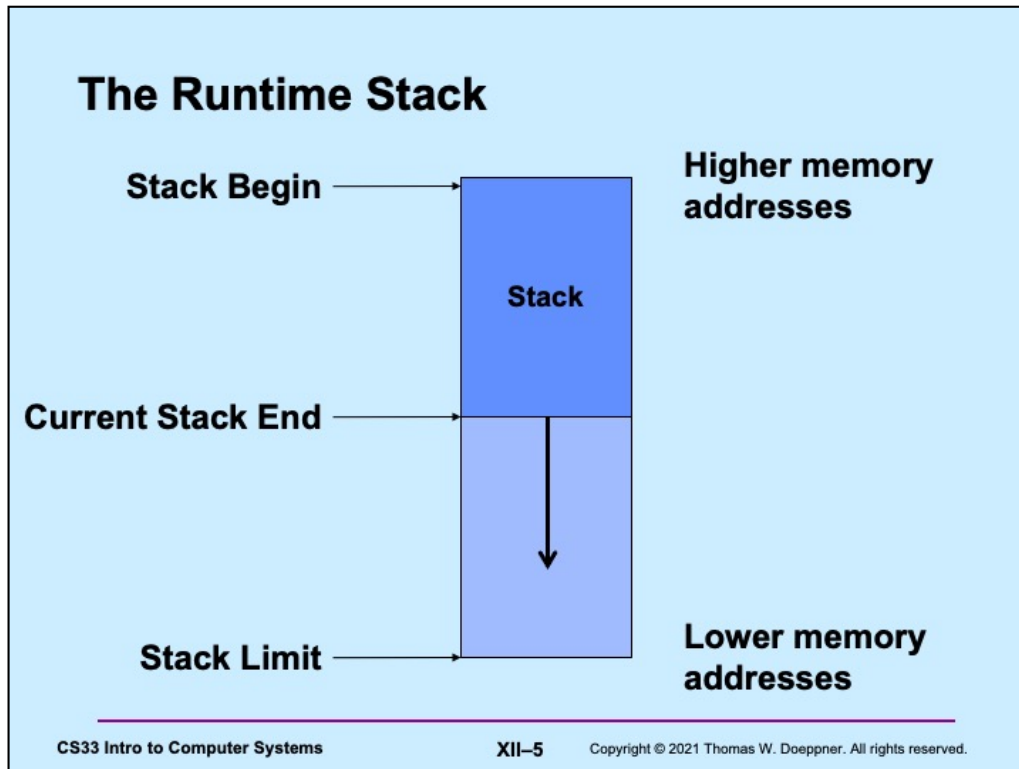 The Runtime Stack
Stack Begin
Higher memory
addresses
Stack
Current Stack End
Stack Limit
Lower memory
addresses
CS33 Intro to Computer Systems
XII–5
Copyright © 2021 Thomas W. Doeppner. All rights reserved.